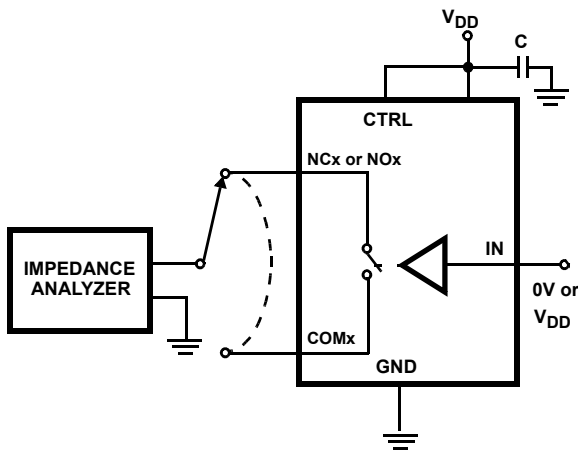 VDD
C
CTRL
NCx or NOx
IMPEDANCE
ANALYZER
IN
0V or
VDD
COMx
GND